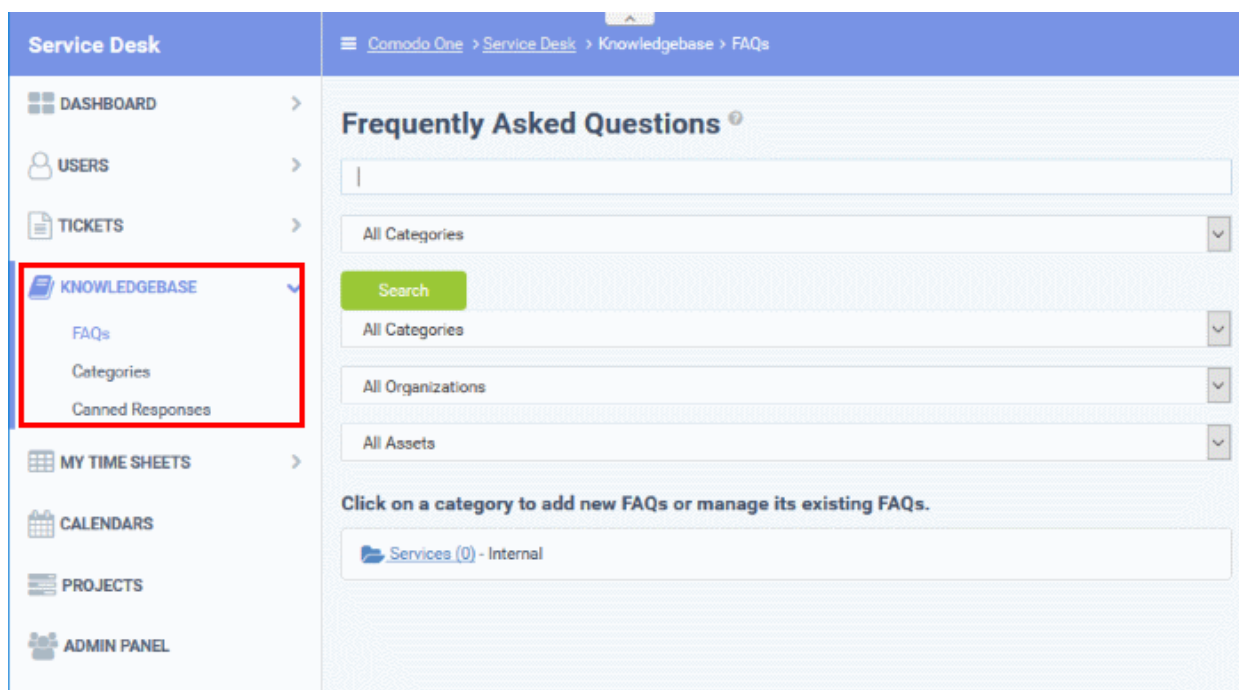 Service Desk
Comodo One > Service Desk > Knowledgebase > FAQs
DASHBOARD
USERS
TICKETS
KNOWLEDGEBASE
FAQs
Categories
Canned Responses
MY TIME SHEETS
CALENDARS
PROJECTS
ADMIN PANEL
Frequently Asked Questions
All Categories
Search
All Categories
All Organizations
All Assets
Click on a category to add new FAQs or manage its existing FAQs.
Services (0) - Internal